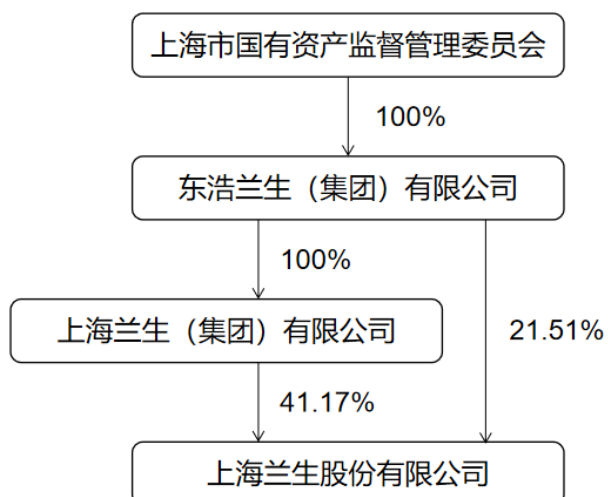 上海市国有资产监督管理委员会
100%
东浩兰生（集团）有限公司
100%
上海兰生（集团）有限公司
21.51%
41.17%
上海兰生股份有限公司